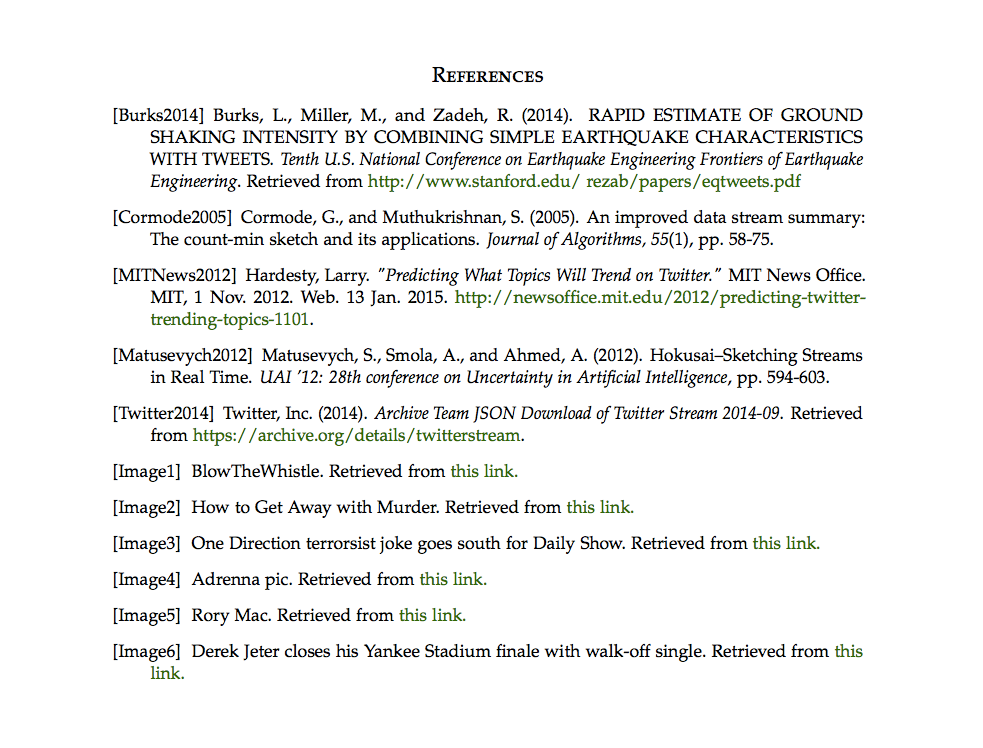 REFERENCES
[Burks2014] Burks, L., Miller, M., and Zadeh, R. (2014). RAPID ESTIMATE OF GROUND
SHAKING INTENSITY BY COMBINING SIMPLE EARTHQUAKE CHARACTERISTICS
WITH TWEETS. Tenth U.S. National Conference on Earthquake Engineering Frontiers of Earthquake
Engineering. Retrieved from http://www.stanford.edu/ rezab/papers/eqtweets.pdf
[Cormode2005] Cormode, G., and Muthukrishnan, S. (2005). An improved data stream summary:
The count-min sketch and its applications. Journal of Algorithms, 55(1), pp. 58-75.
[MITNews2012] Hardesty, Larry. "Predicting What Topics Will Trend on Twitter." MIT News Office.
MIT, 1 Nov. 2012. Web. 13 Jan. 2015. http://newsoffice.mit.edu/2012/predicting-twitter-
trending-topics-1101.
[Matusevych2012] Matusevych, S., Smola, A., and Ahmed, A. (2012). Hokusai–Sketching Streams
in Real Time. UAI '12: 28th conference on Uncertainty in Artificial Intelligence, pp. 594-603.
[Twitter2014] Twitter, Inc. (2014). Archive Team JSON Download of Twitter Stream 2014-09. Retrieved
from https://archive.org/details/twitterstream.
[Image1] BlowTheWhistle. Retrieved from this link.
[Image2] How to Get Away with Murder. Retrieved from this link.
[Image3] One Direction terrorsist joke goes south for Daily Show. Retrieved from this link.
[Image4] Adrenna pic. Retrieved from this link.
[Image5] Rory Mac. Retrieved from this link.
[Image6] Derek Jeter closes his Yankee Stadium finale with walk-off single. Retrieved from this
link.